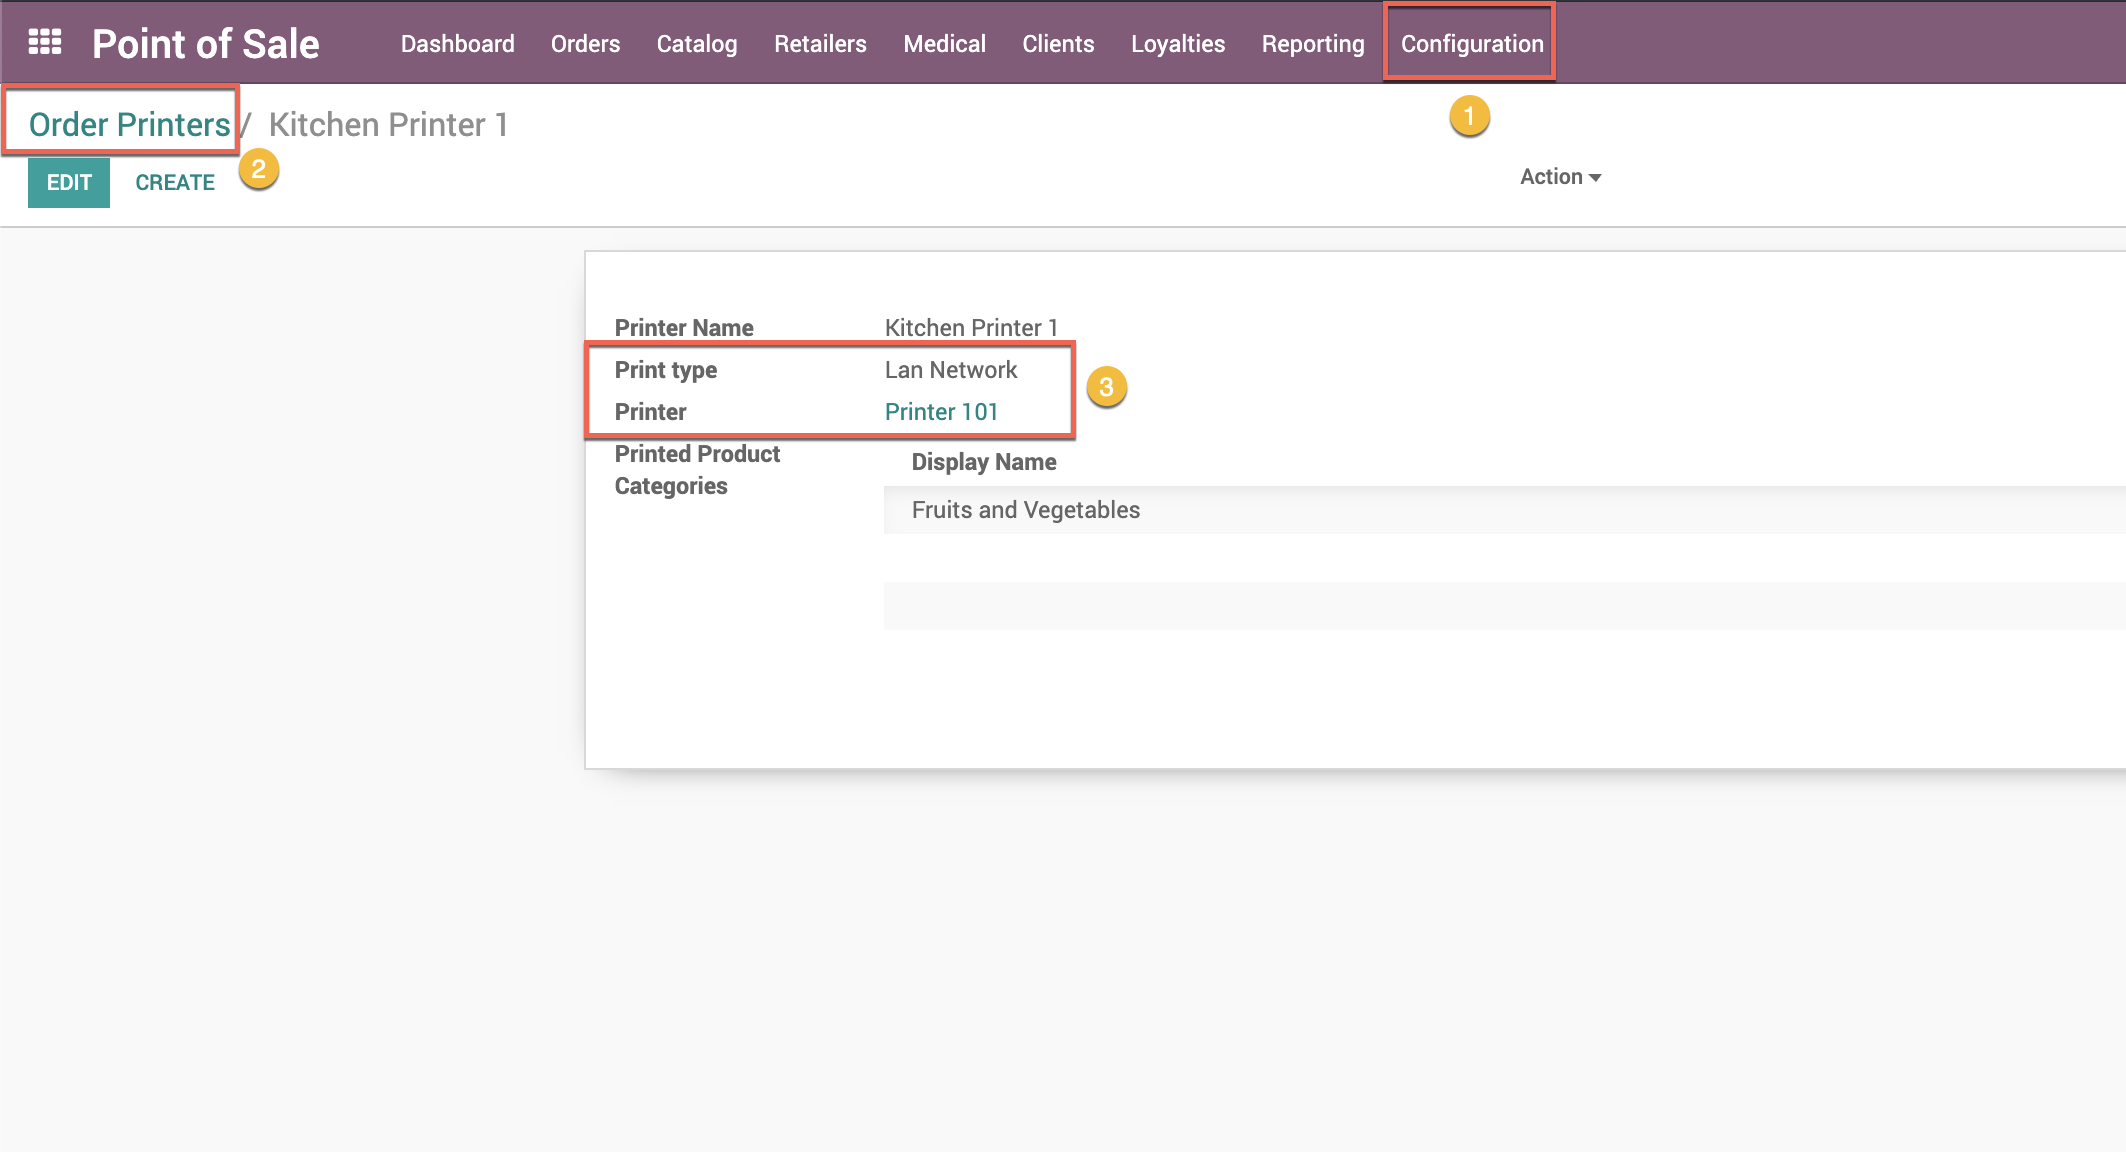 Point of Sale Dashboard Orders Catalog Retailers Medical Clients Loyalties Reporting Configuration
Order Printers / Kitchen Printer 1
1
2
EDIT CREATE
Action
Printer Name Kitchen Printer 1
Print type Lan Network
3
Printer Printer 101
Printed Product
Categories
Display Name
Fruits and Vegetables